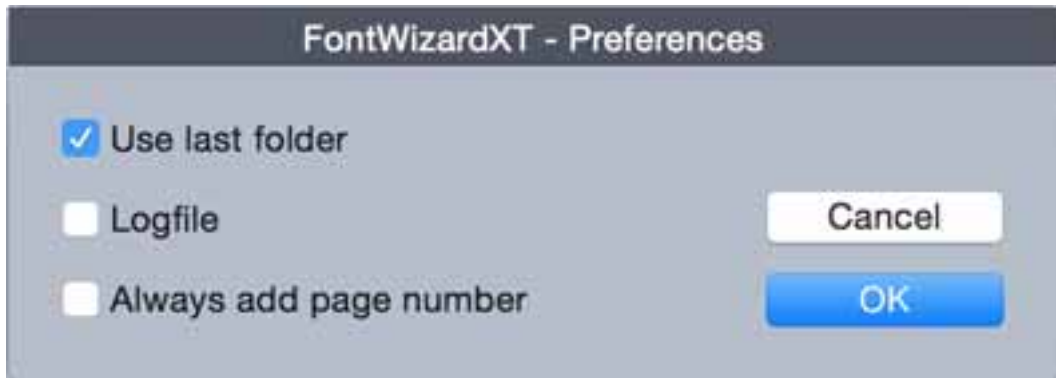 FontWizardXT - Preferences
Use last folder
Logfile
Cancel
Always add page number
OK